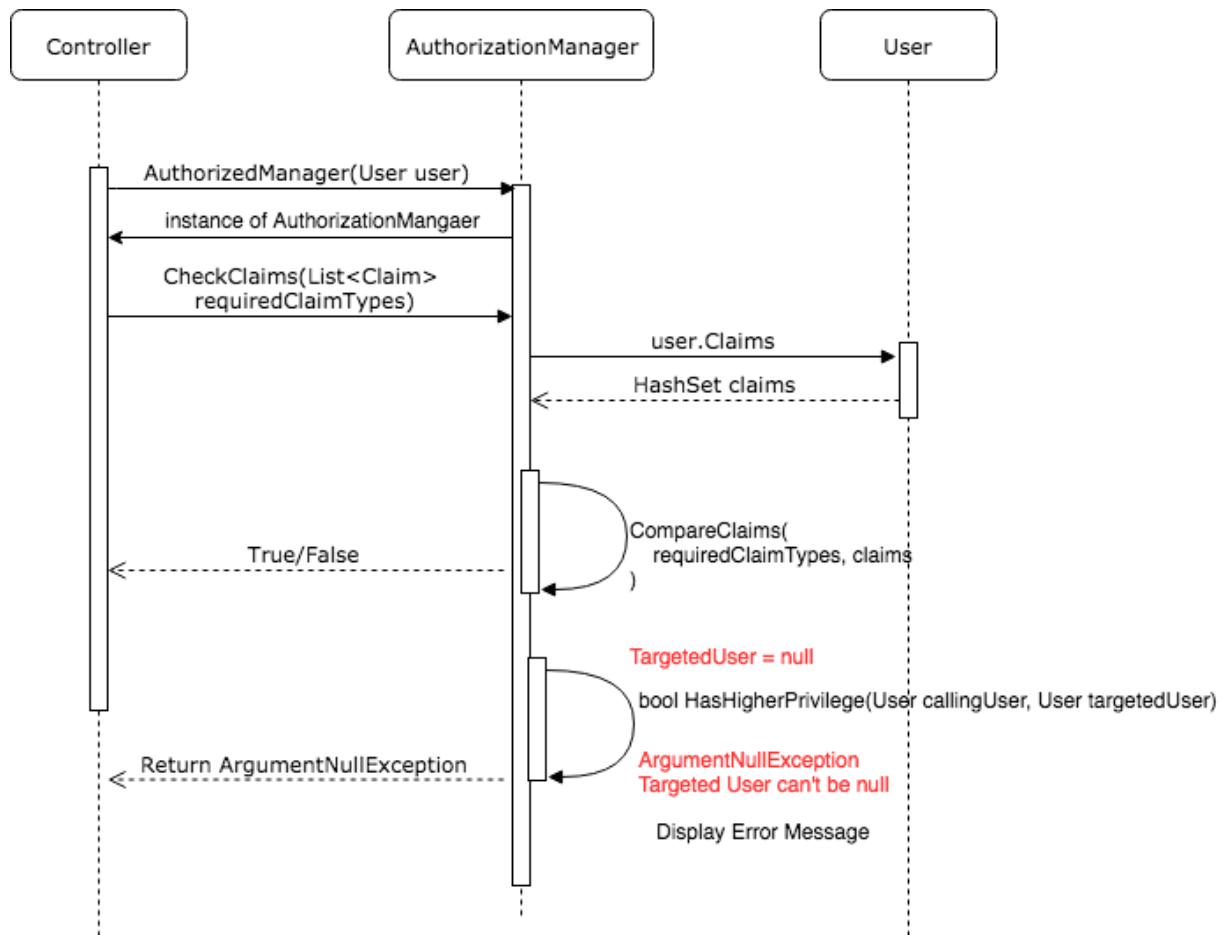 Controller
AuthorizationManager
User
AuthorizedManager(User user)
instance of AuthorizationMangaer
CheckClaims(List<Claim>
requiredClaimTypes)
user.Claims
HashSet claims
CompareClaims(
requiredClaimTypes, claims
)
True/False
TargetedUser = null
bool HasHigherPrivilege(User callingUser, User targetedUser)
Return ArgumentNullException
ArgumentNullException
Targeted User can't be null
Display Error Message